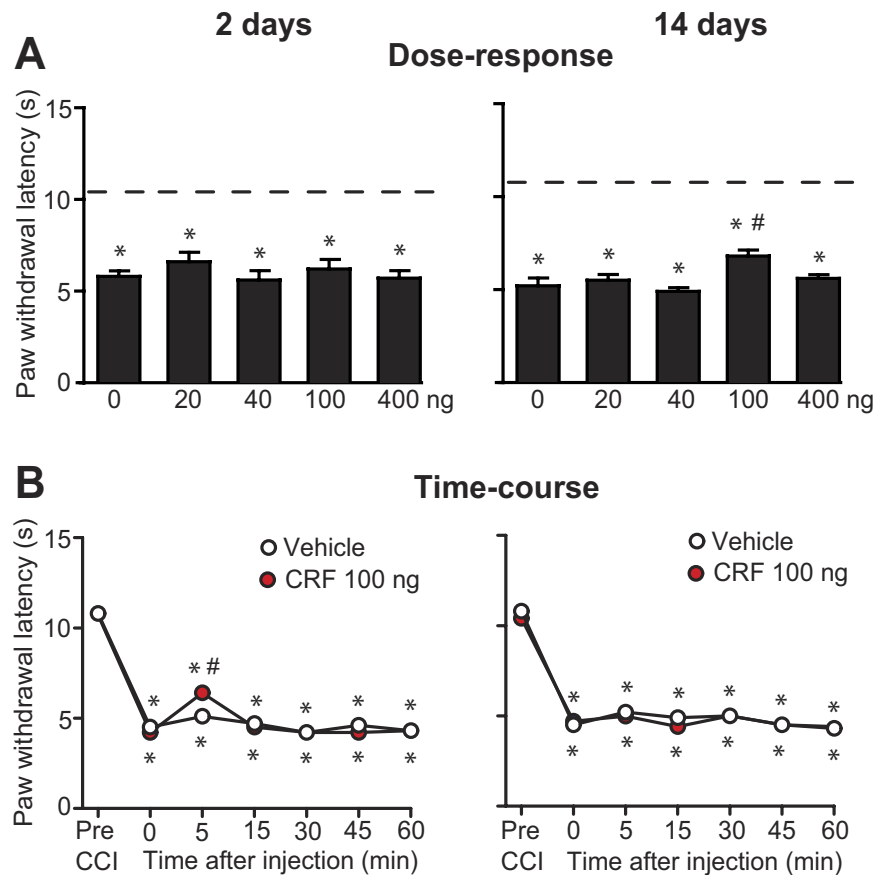 2 days 14 days
A Dose-response
Paw withdrawal latency (s)
15
10
5
0
* * * * *
* * * * # *
0 20 40 100 400 ng
0 20 40 100 400 ng
B Time-course
Paw withdrawal latency (s)
15
10
5
0
Vehicle
CRF 100 ng
* * # * * * *
* * * * * *
Vehicle
CRF 100 ng
* * * * * *
* * * * * *
Pre 0 5 15 30 45 60
CCI Time after injection (min)
Pre 0 5 15 30 45 60
CCI Time after injection (min)